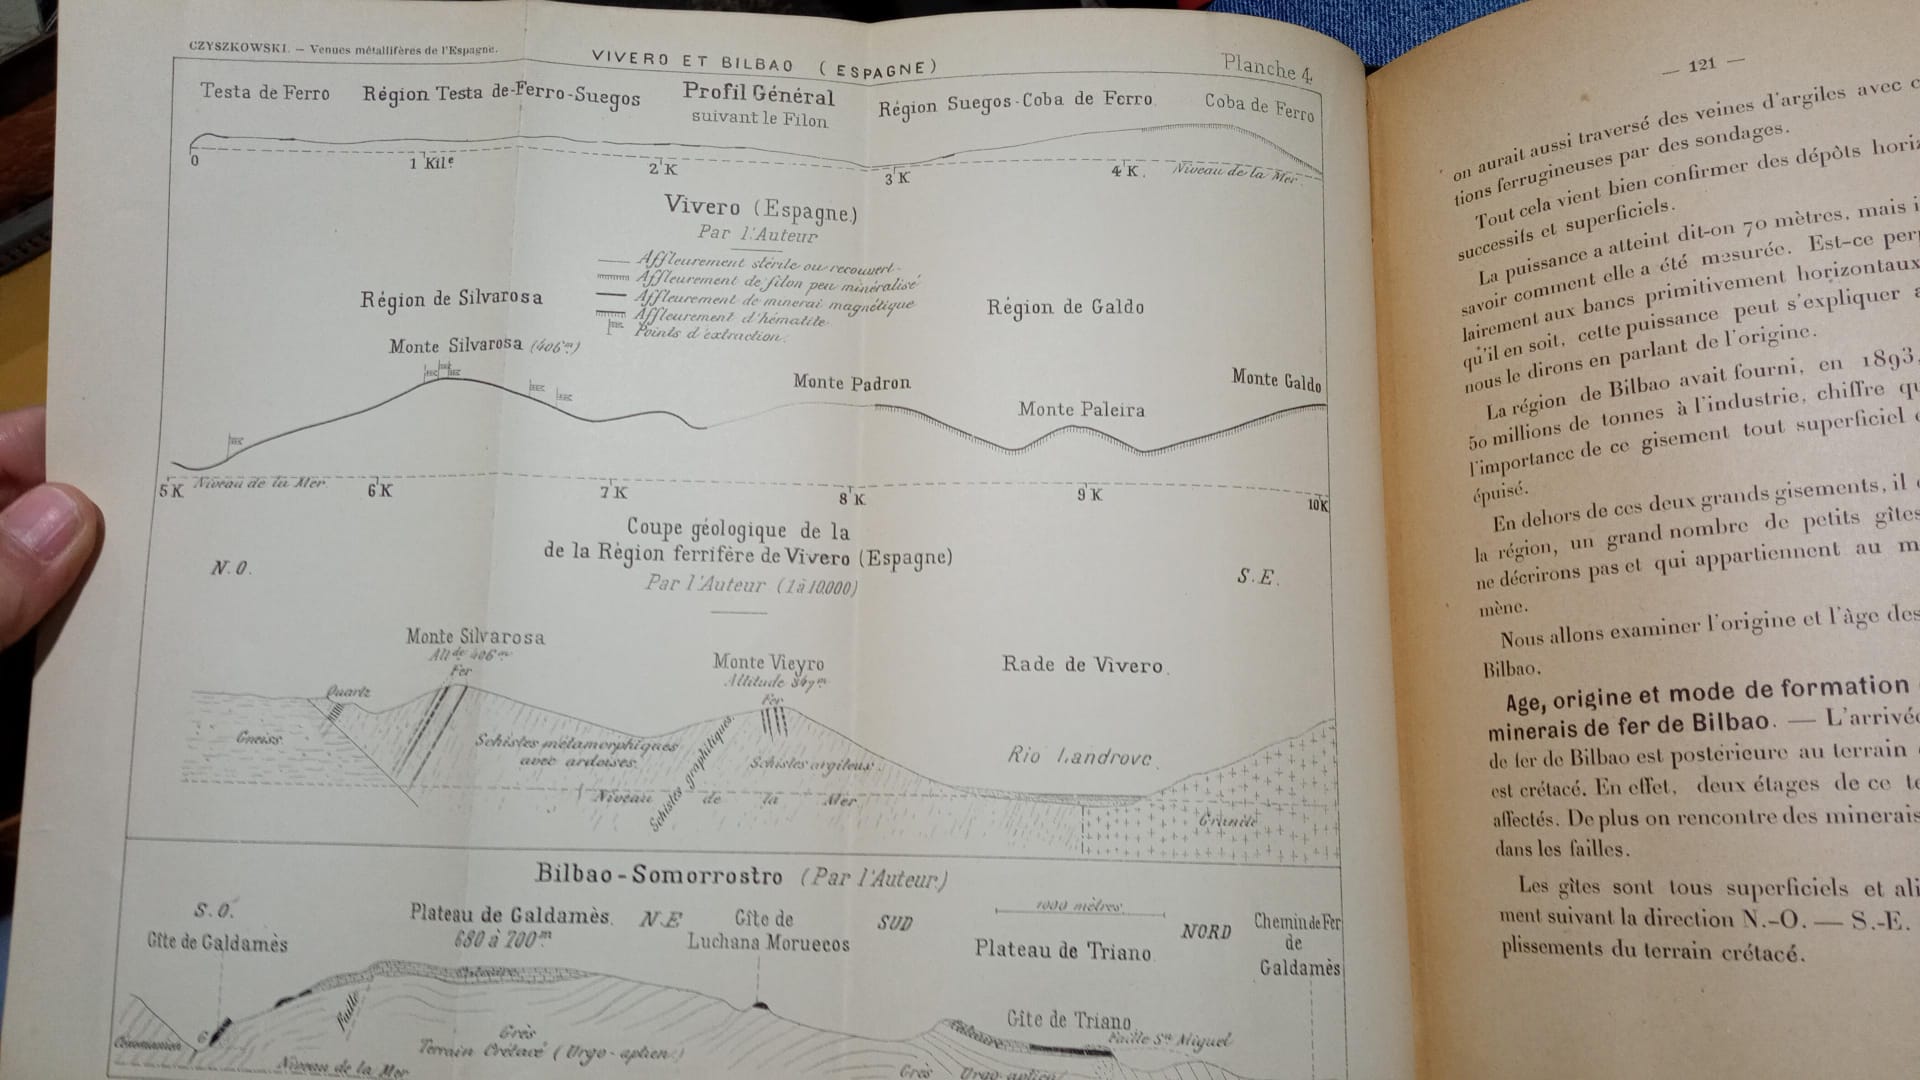 CZYSZKOWSKI. — Venues métallifères de l'Espagne.
VIVERO ET BILBAO (ESPAGNE)
Planche 4
Testa de Ferro
Région Testa de-Ferro-Suegos
Profil Général
suivant le Filon
Région Suegos-Coba de Ferro
Coba de Ferro
0
1 Kile
2 K
3 K
4 K.
Niveau de la Mer.
Vivero (Espagne)
Par l'Auteur
Affleurement stérile ou recouvert
Affleurement de filon peu minéralisé
Affleurement de minerai magnétique
Affleurement d'hématite
Points d'extraction.
Région de Silvarosa
Région de Galdo
Monte Silvarosa (406m)
Monte Padron
Monte Paleira
Monte Galdo
5 K
Niveau de la Mer
6 K
7 K
8 K
9 K
10K
Coupe géologique de la
de la Région ferrifère de Vivero (Espagne)
Par l'Auteur (1 à 10.000)
N.O.
S.E.
Monte Silvarosa
Altde 406m
Fer
Monte Vieyro
Altitude 347m
Fer
Rade de Vivero.
Quartz
Gneiss
Schistes métamorphiques
avec ardoises.
Schistes graphitiques.
Schistes argileux.
Rio Landrove
Niveau de la Mer
Granite
Bilbao-Somorrostro (Par l'Auteur)
S.O.
Gîte de Galdamès
Plateau de Galdamès.
680 à 700m
N.E
Gîte de
Luchana Moruecos
SUD
1000 mètres
Plateau de Triano
NORD
Chemin de Fer
de
Galdamès
Calcaire
Faille
G
Cénomanien
Grès
Terrain Crétacé (Urgo-aptien)
Niveau de la Mer
Gîte de Triano
Calcaire
Faille Sn Miguel
Grès
Urgo-aptien
— 121 —
on aurait aussi traversé des veines d'argiles avec
tions ferrugineuses par des sondages.
Tout cela vient bien confirmer des dépôts
successifs et superficiels.
La puissance a atteint dit-on 70 mètres, mais
savoir comment elle a été mesurée. Est-ce
lairement aux bancs primitivement horizontaux
qu'il en soit, cette puissance peut s'expliquer
nous le dirons en parlant de l'origine.
La région de Bilbao avait fourni, en 1893,
50 millions de tonnes à l'industrie, chiffre
l'importance de ce gisement tout superficiel
épuisé.
En dehors de ces deux grands gisements, il
la région, un grand nombre de petits gîtes
ne décrirons pas et qui appartiennent au
mène.
Nous allons examiner l'origine et l'âge des
Bilbao.
Age, origine et mode de formation
minerais de fer de Bilbao. — L'arrivée
de fer de Bilbao est postérieure au terrain
est crétacé. En effet, deux étages de ce
affectés. De plus on rencontre des minerais
dans les failles.
Les gîtes sont tous superficiels et
ment suivant la direction N.-O. — S.-E.
plissements du terrain crétacé.